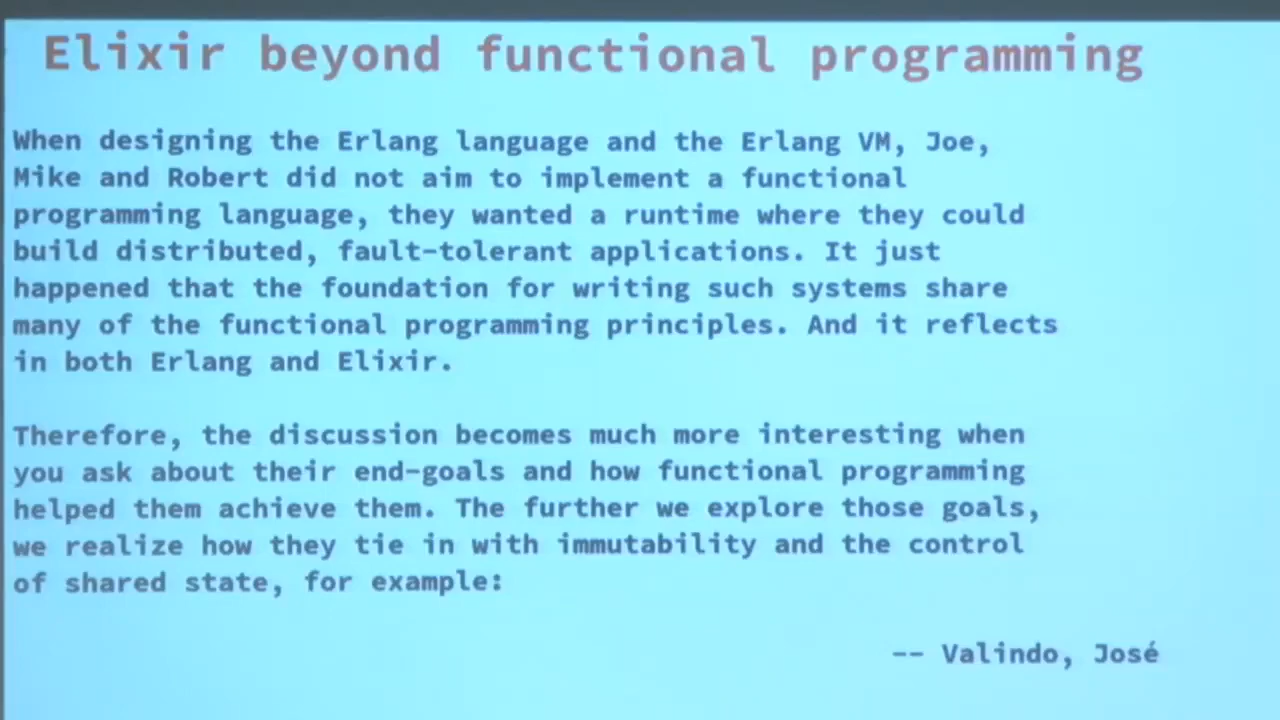 Elixir beyond functional programming
When designing the Erlang language and the Erlang VM, Joe,
Mike and Robert did not aim to implement a functional
programming language, they wanted a runtime where they could
build distributed, fault-tolerant applications. It just
happened that the foundation for writing such systems share
many of the functional programming principles. And it reflects
in both Erlang and Elixir.
Therefore, the discussion becomes much more interesting when
you ask about their end-goals and how functional programming
helped them achieve them. The further we explore those goals,
we realize how they tie in with immutability and the control
of shared state, for example:
-- Valindo, José